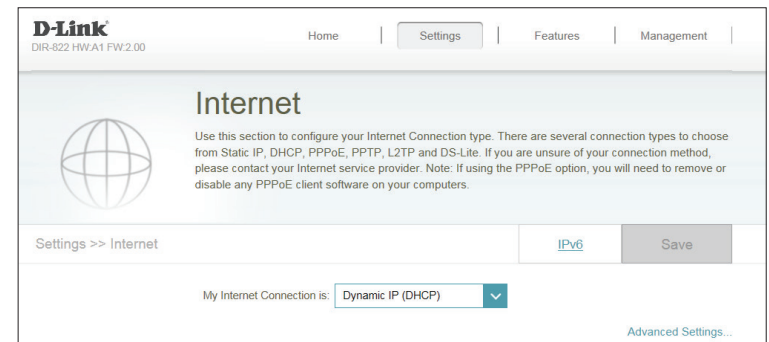 D-Link
DIR-822 HW:A1 FW:2.00
Home | Settings | Features | Management |
Internet
Use this section to configure your Internet Connection type. There are several connection types to choose
from Static IP, DHCP, PPPoE, PPTP, L2TP and DS-Lite. If you are unsure of your connection method,
please contact your Internet service provider. Note: If using the PPPoE option, you will need to remove or
disable any PPPoE client software on your computers.
Settings >> Internet
IPv6
Save
My Internet Connection is: Dynamic IP (DHCP)
Advanced Settings...